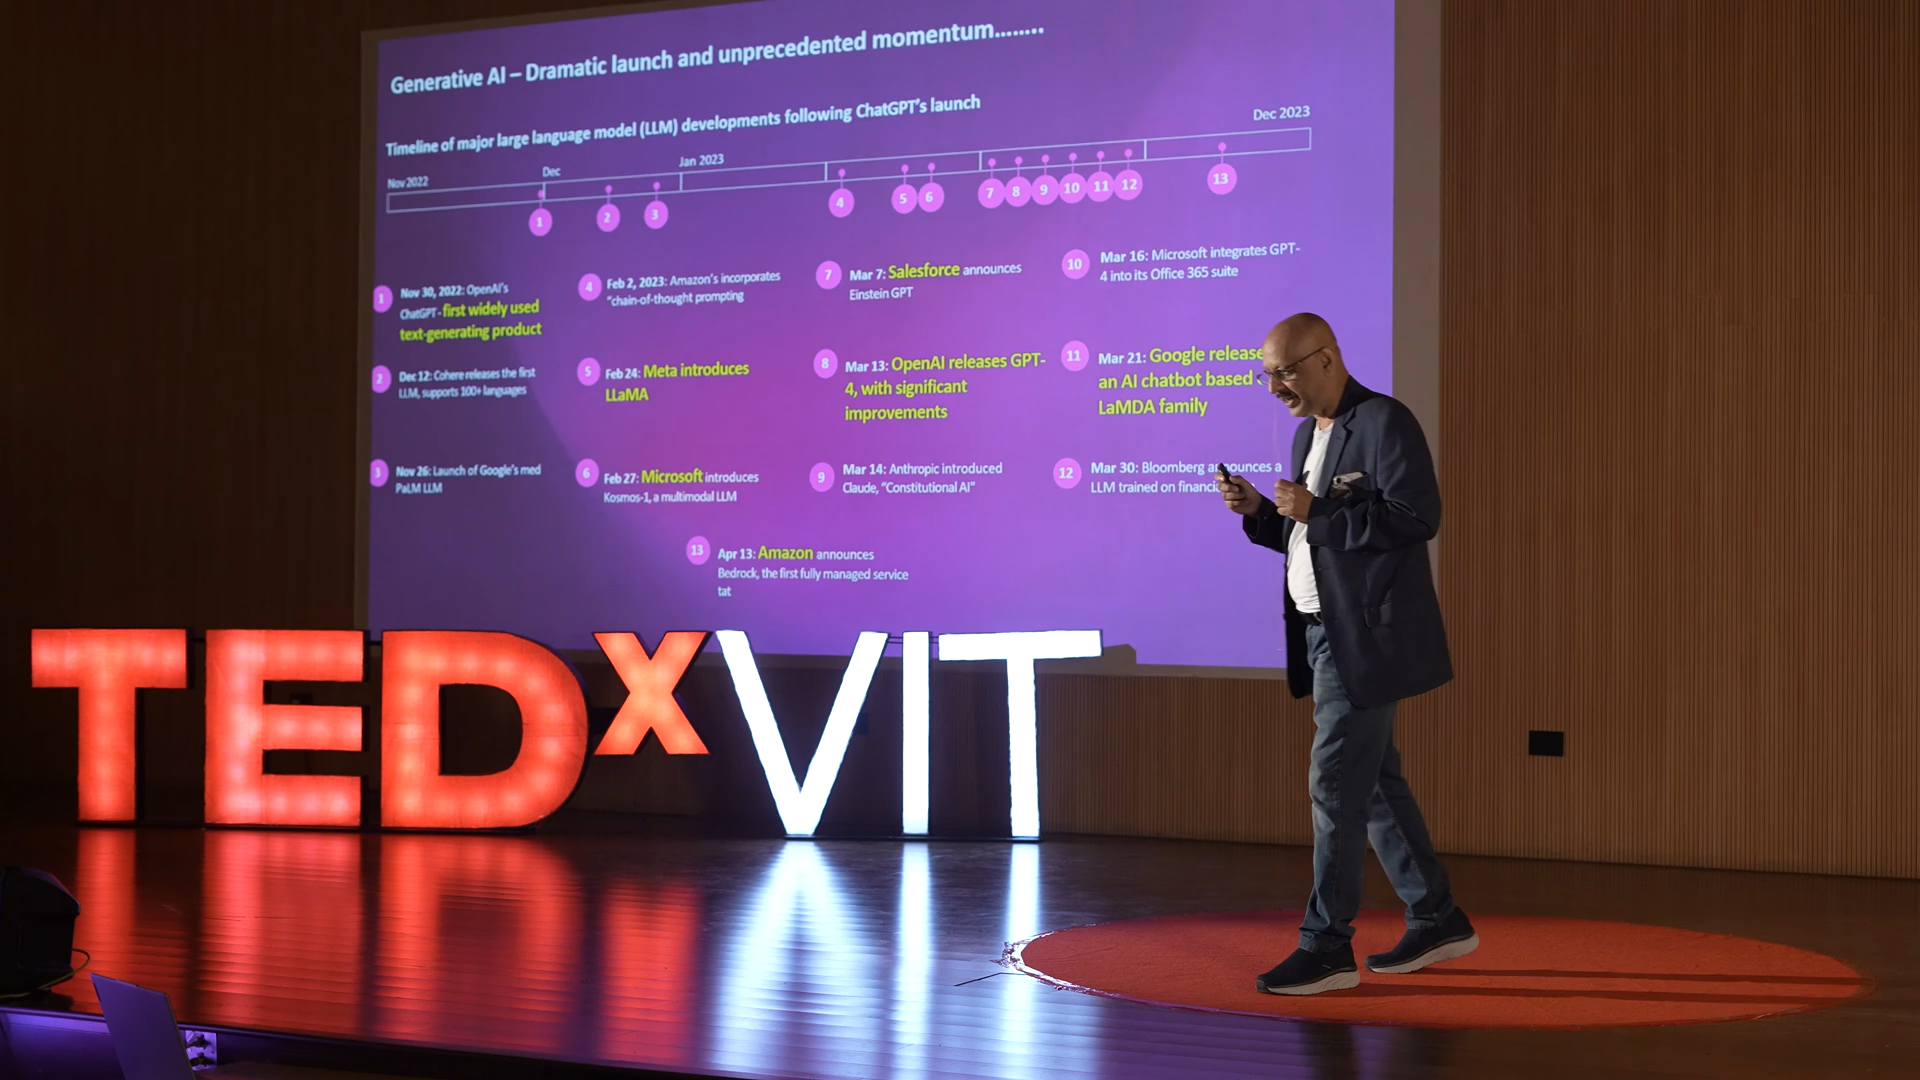 Generative AI – Dramatic launch and unprecedented momentum........
Timeline of major large language model (LLM) developments following ChatGPT's launch
Nov 2022
Dec
Jan 2023
Dec 2023
1
2
3
4
5
6
7
8
9
10
11
12
13
1
Nov 30, 2022: OpenAI's
ChatGPT - first widely used
text-generating product
2
Dec 12: Cohere releases the first
LLM, supports 100+ languages
3
Nov 26: Launch of Google's med
PaLM LLM
4
Feb 2, 2023: Amazon's incorporates
"chain-of-thought prompting
5
Feb 24: Meta introduces
LLaMA
6
Feb 27: Microsoft introduces
Kosmos-1, a multimodal LLM
7
Mar 7: Salesforce announces
Einstein GPT
8
Mar 13: OpenAI releases GPT-
4, with significant
improvements
9
Mar 14: Anthropic introduced
Claude, "Constitutional AI"
10
Mar 16: Microsoft integrates GPT-
4 into its Office 365 suite
11
Mar 21: Google release
an AI chatbot based
LaMDA family
12
Mar 30: Bloomberg announces a
LLM trained on
13
Apr 13: Amazon announces
Bedrock, the first fully managed service
tat
TEDxVIT